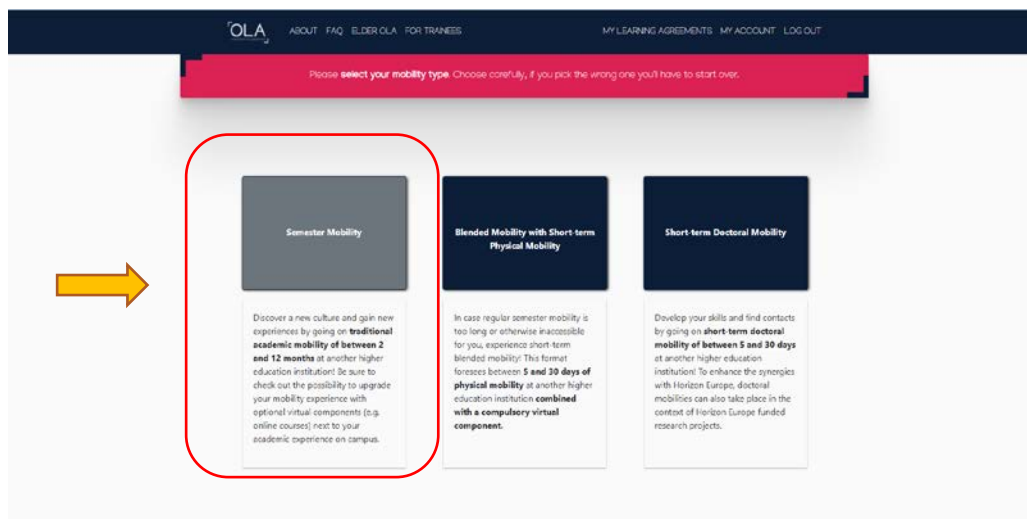 OLA ABOUT FAQ ELDER OLA FOR TRAINEES MY LEARNING AGREEMENTS MY ACCOUNT LOG OUT
Please select your mobility type. Choose carefully, if you pick the wrong one you'll have to start over.
Semester Mobility
Discover a new culture and gain new
experiences by going on traditional
academic mobility of between 2
and 12 months at another higher
education institution! Be sure to
check out the possibility to upgrade
your mobility experience with
optional virtual components (e.g.
online courses) next to your
academic experience on campus.
Blended Mobility with Short-term
Physical Mobility
In case regular semester mobility is
too long or otherwise inaccessible
for you, experience short-term
blended mobility! This format
foresees between 5 and 30 days of
physical mobility at another higher
education institution combined
with a compulsory virtual
component.
Short-term Doctoral Mobility
Develop your skills and find contacts
by going on short-term doctoral
mobility of between 5 and 30 days
at another higher education
institution! To enhance the synergies
with Horizon Europe, doctoral
mobilities can also take place in the
context of Horizon Europe funded
research projects.